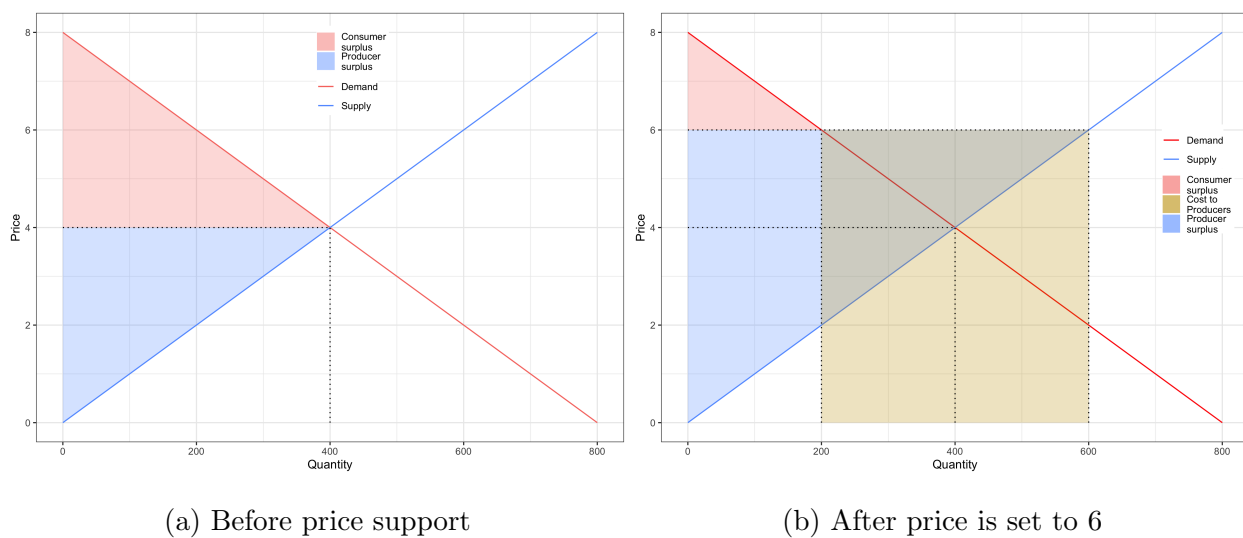 Consumer
surplus
Producer
surplus
Demand
Supply
Price
8
6
4
2
0
0
200
400
600
800
Quantity
(a) Before price support
Demand
Supply
Consumer
surplus
Cost to
Producers
Producer
surplus
Price
8
6
4
2
0
0
200
400
600
800
Quantity
(b) After price is set to 6